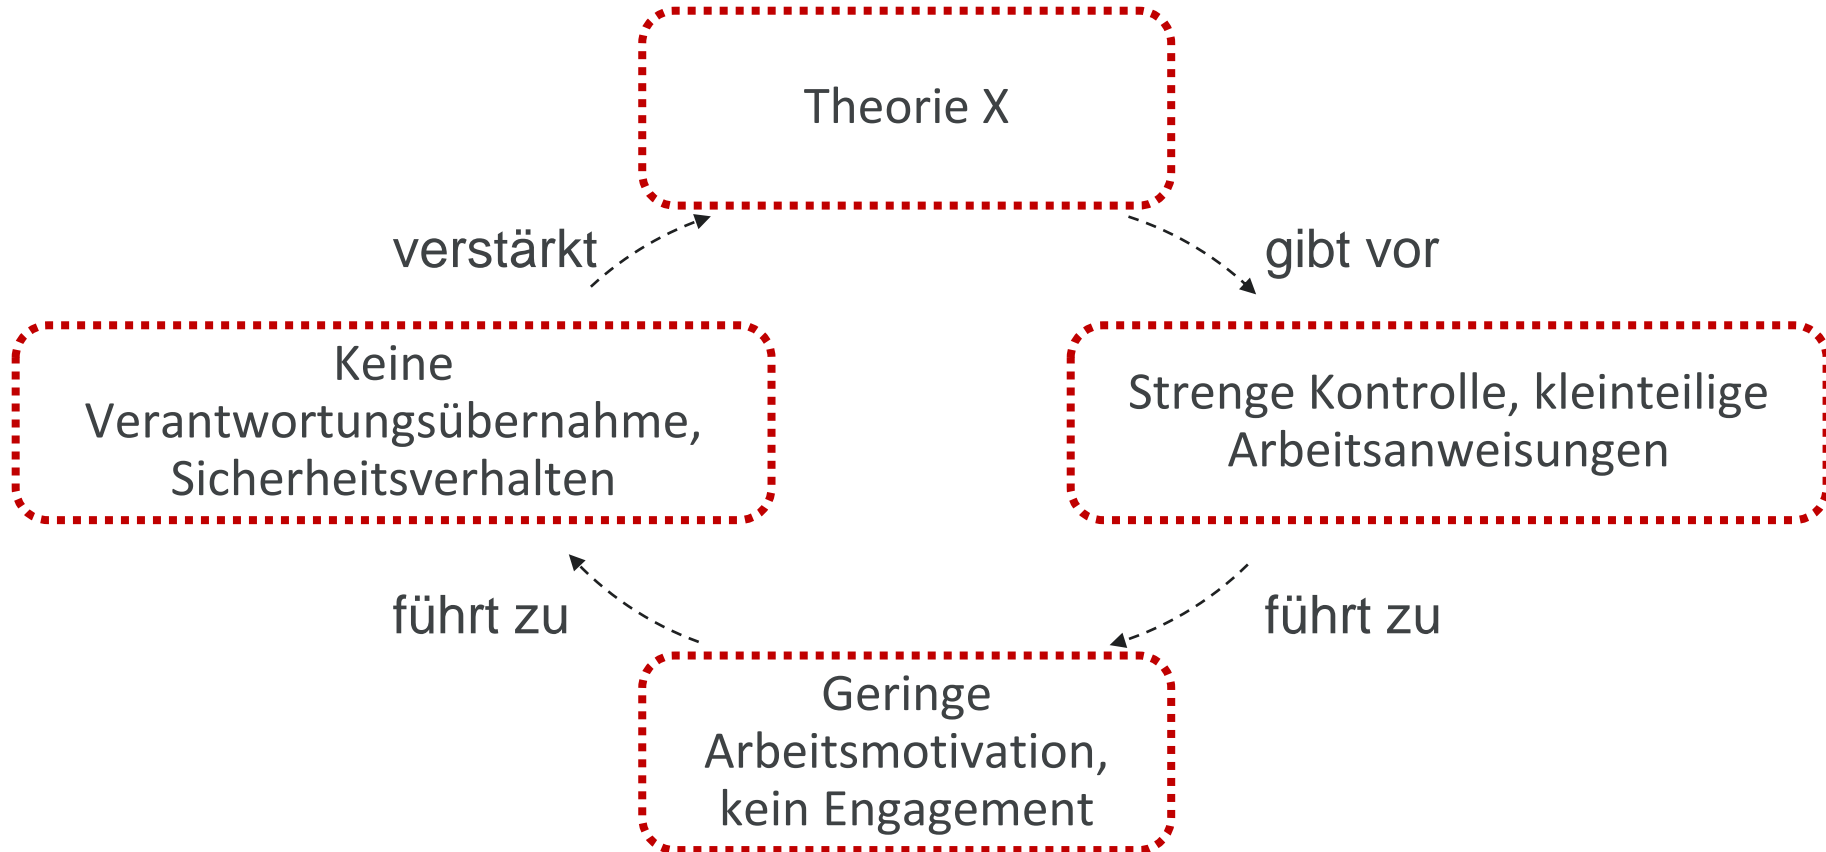 Theorie X
verstärkt
gibt vor
Keine
Verantwortungsübernahme,
Sicherheitsverhalten
Strenge Kontrolle, kleinteilige
Arbeitsanweisungen
führt zu
führt zu
Geringe
Arbeitsmotivation,
kein Engagement